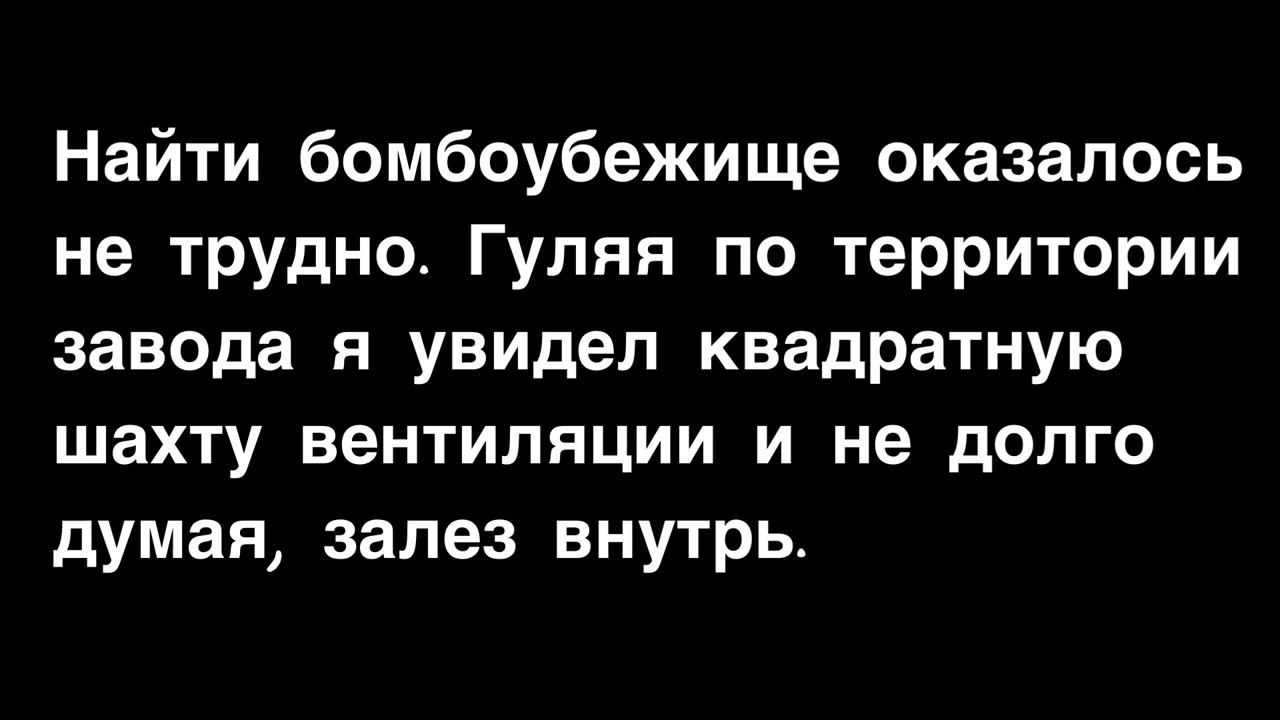 Найти бомбоубежище оказалось
не трудно. Гуляя по территории
завода я увидел квадратную
шахту вентиляции и не долго
думая, залез внутрь.